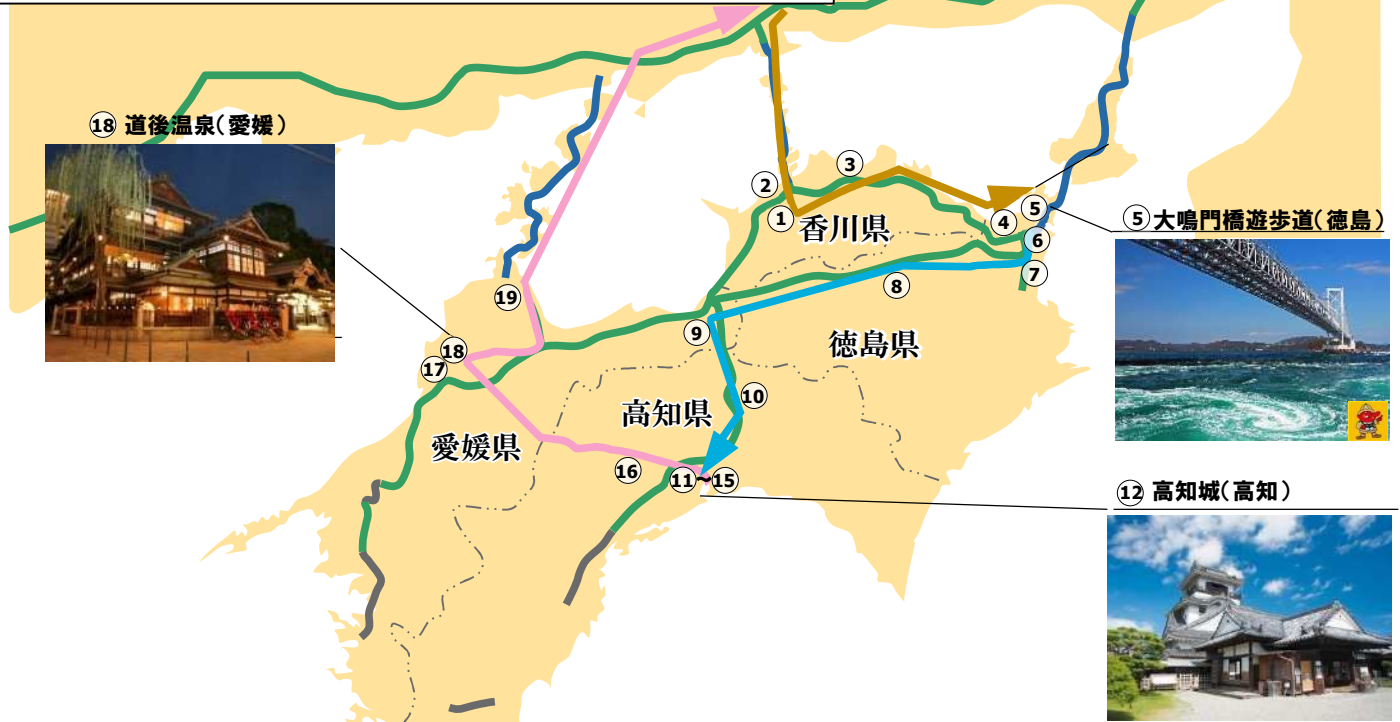 ⑱ 道後温泉(愛媛)
③
②
①
香川県
⑤
④
⑤大鳴門橋遊歩道(徳島)
⑥
⑦
⑧
⑲
⑨
徳島県
⑱
⑰
⑩
高知県
愛媛県
⑯
⑪~⑮
⑫ 高知城(高知)